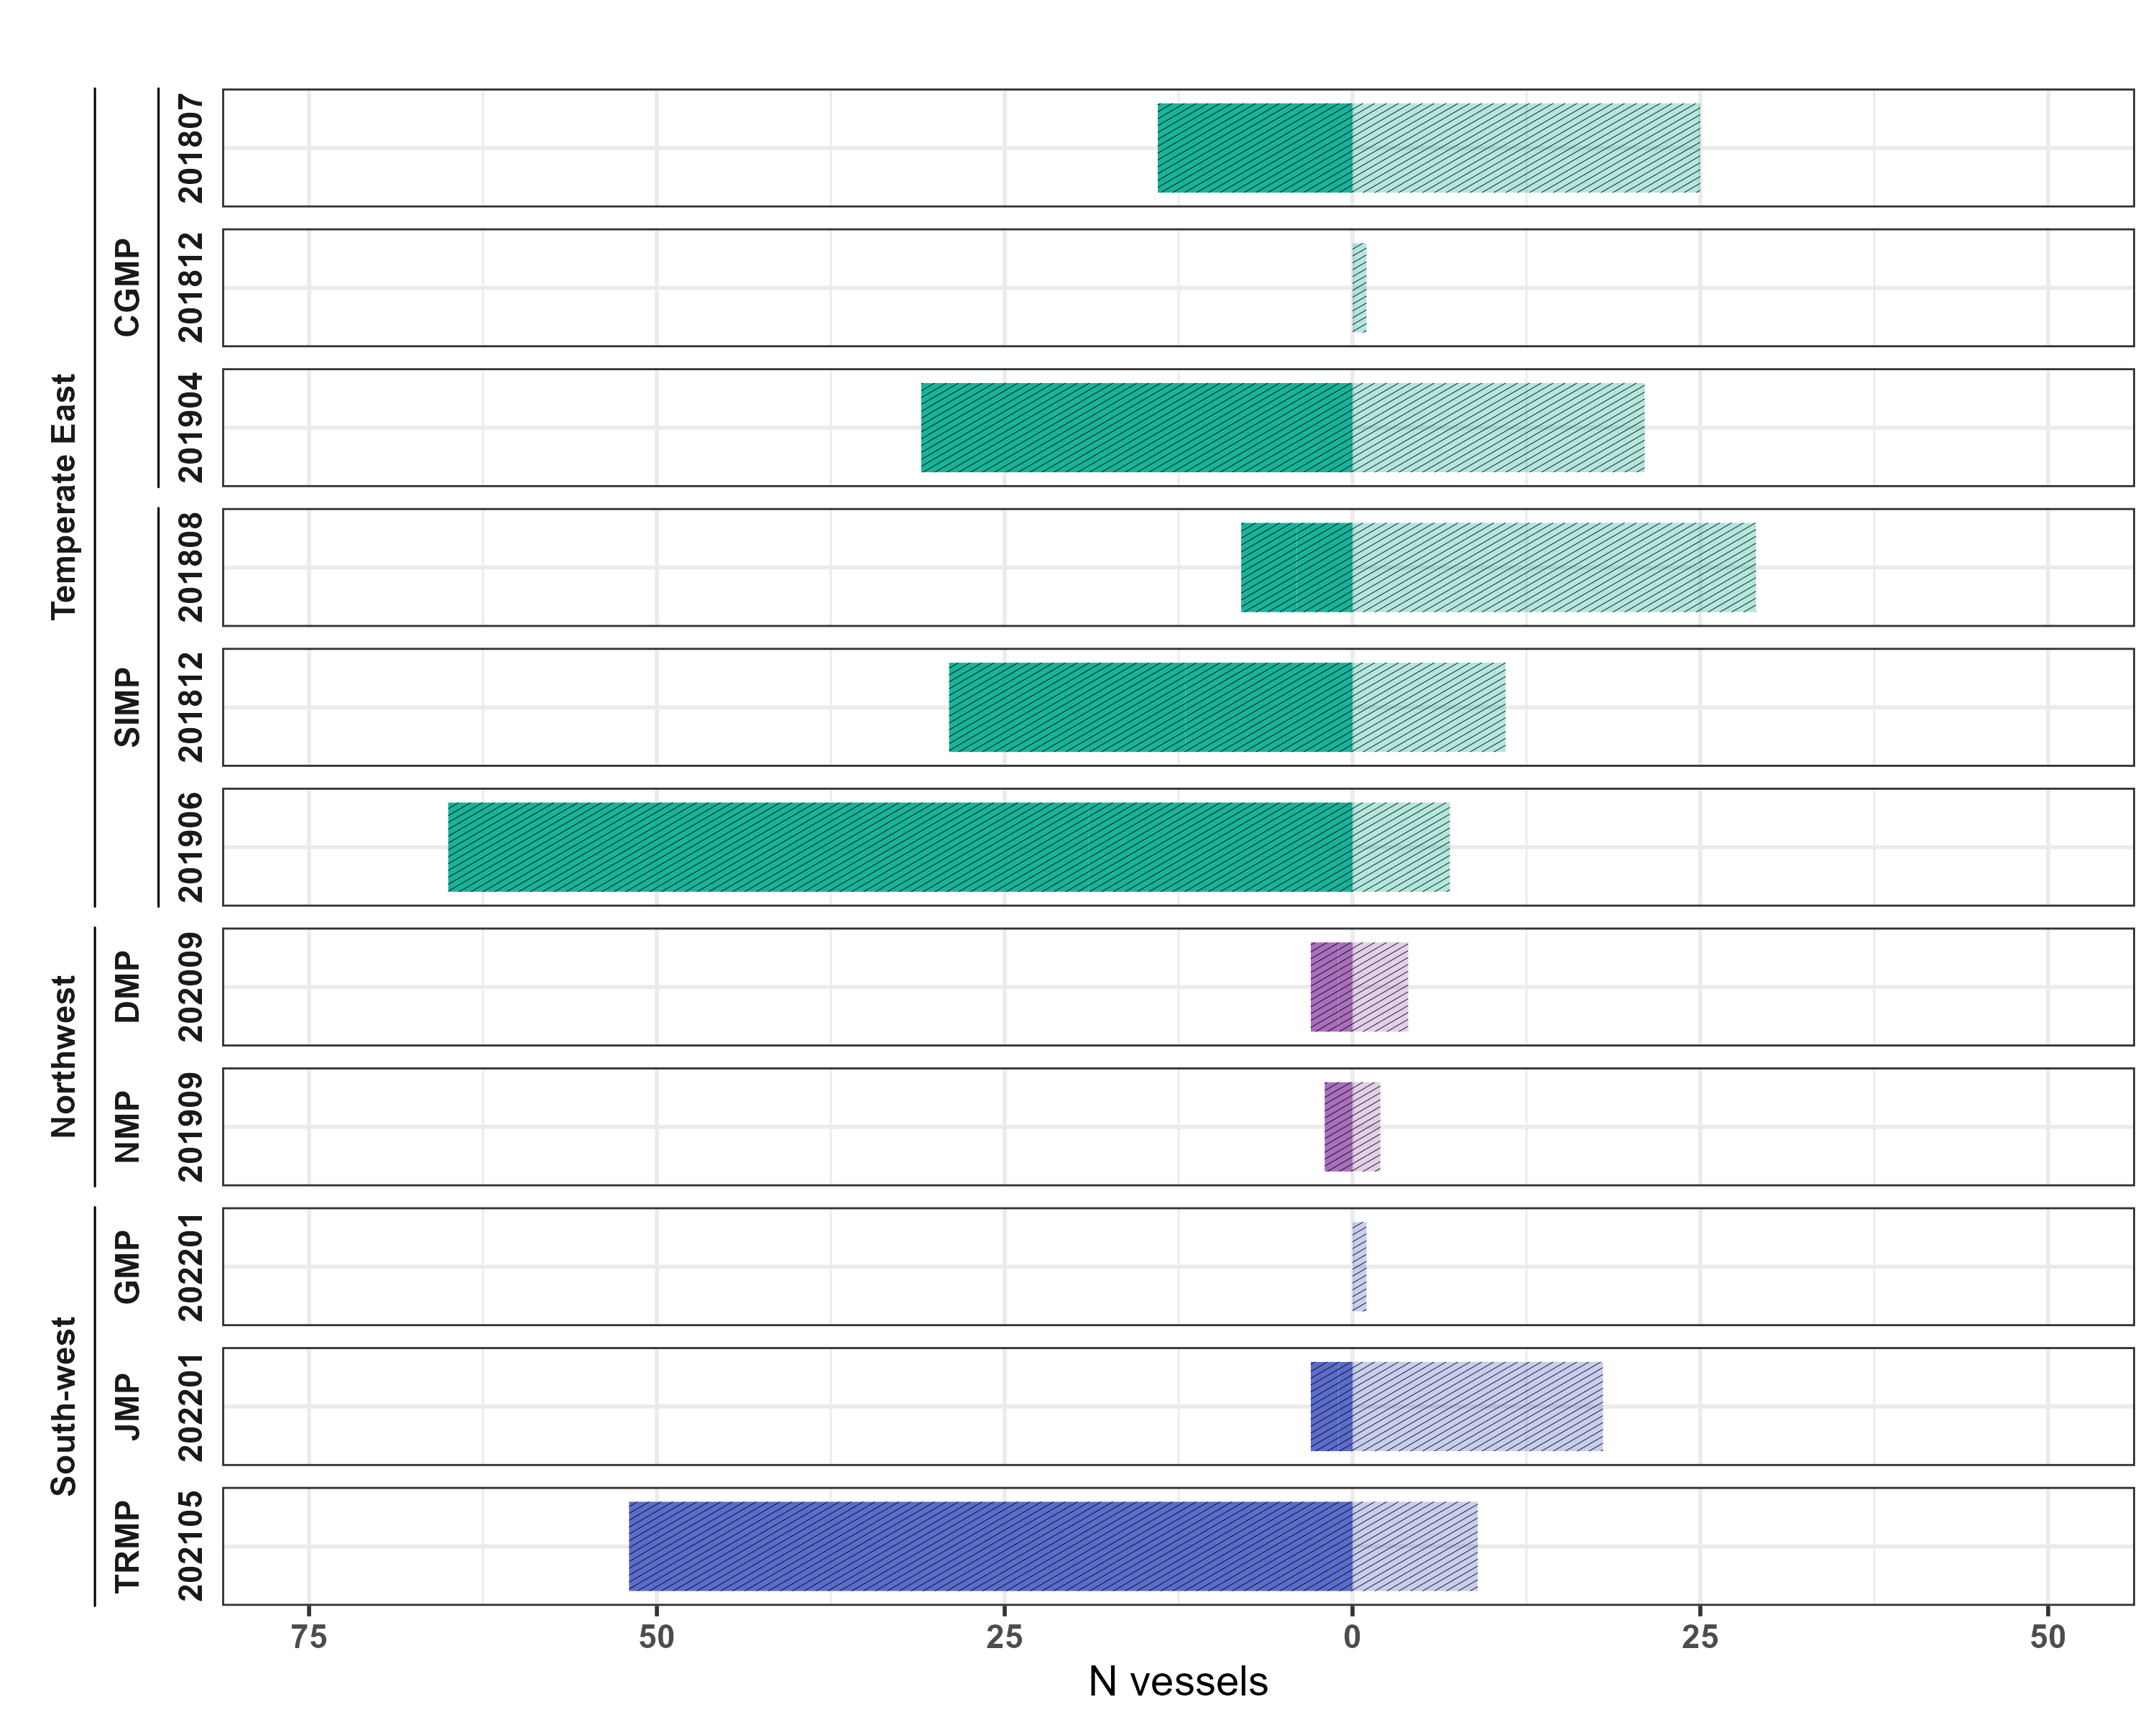 Temperate East
CGMP
201807
201812
201904
SIMP
201808
201812
201906
Northwest
DMP
202009
NMP
201909
South-west
GMP
202201
JMP
202201
TRMP
202105
75 50 25 0 25 50
N vessels